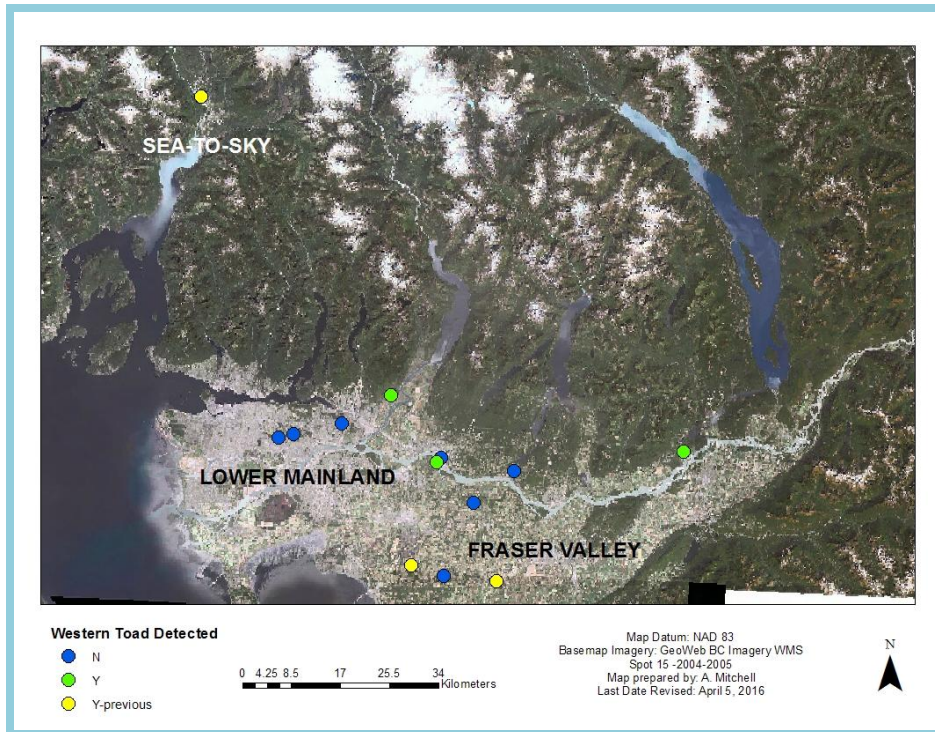 SEA-TO-SKY
LOWER MAINLAND
FRASER VALLEY
Western Toad Detected
N
Y
Y-previous
0 4.25 8.5 17 25.5 34
Kilometers
Map Datum: NAD 83
Basemap Imagery: GeoWeb BC Imagery WMS
Spot 15 -2004-2005
Map prepared by: A. Mitchell
Last Date Revised: April 5, 2016
N